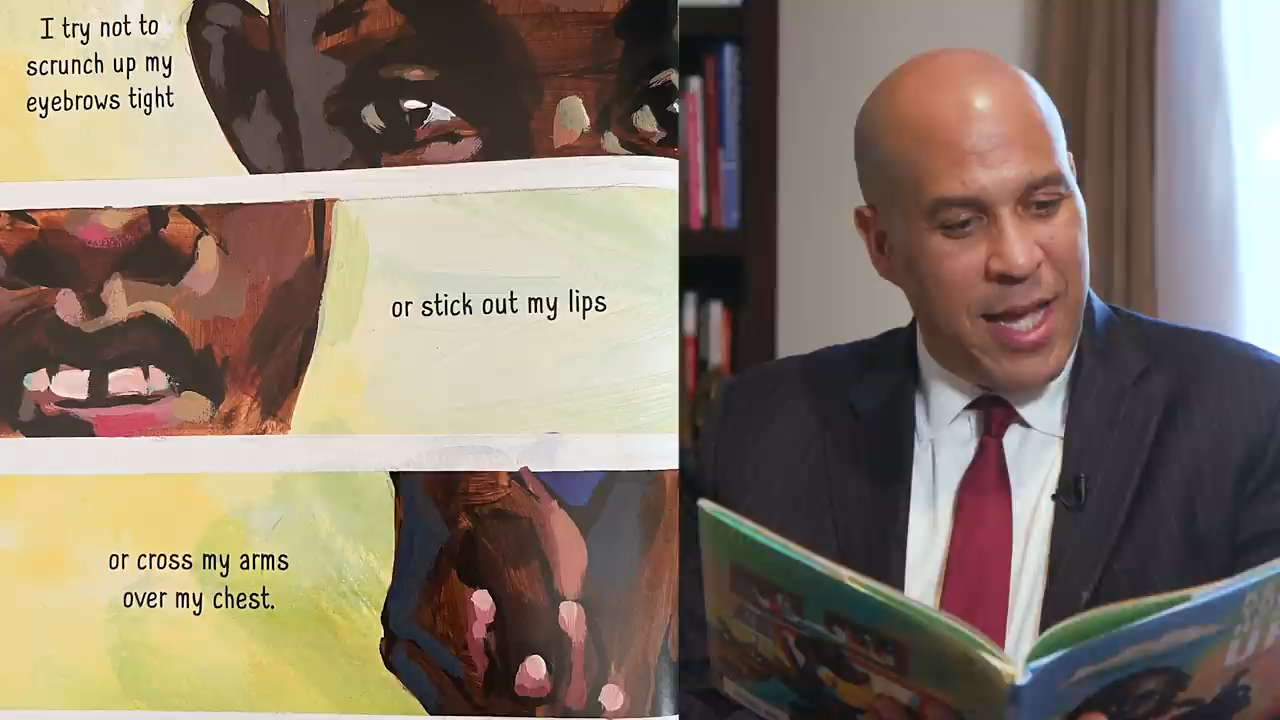 I try not to
scrunch up my
eyebrows tight
or stick out my lips
or cross my arms
over my chest.